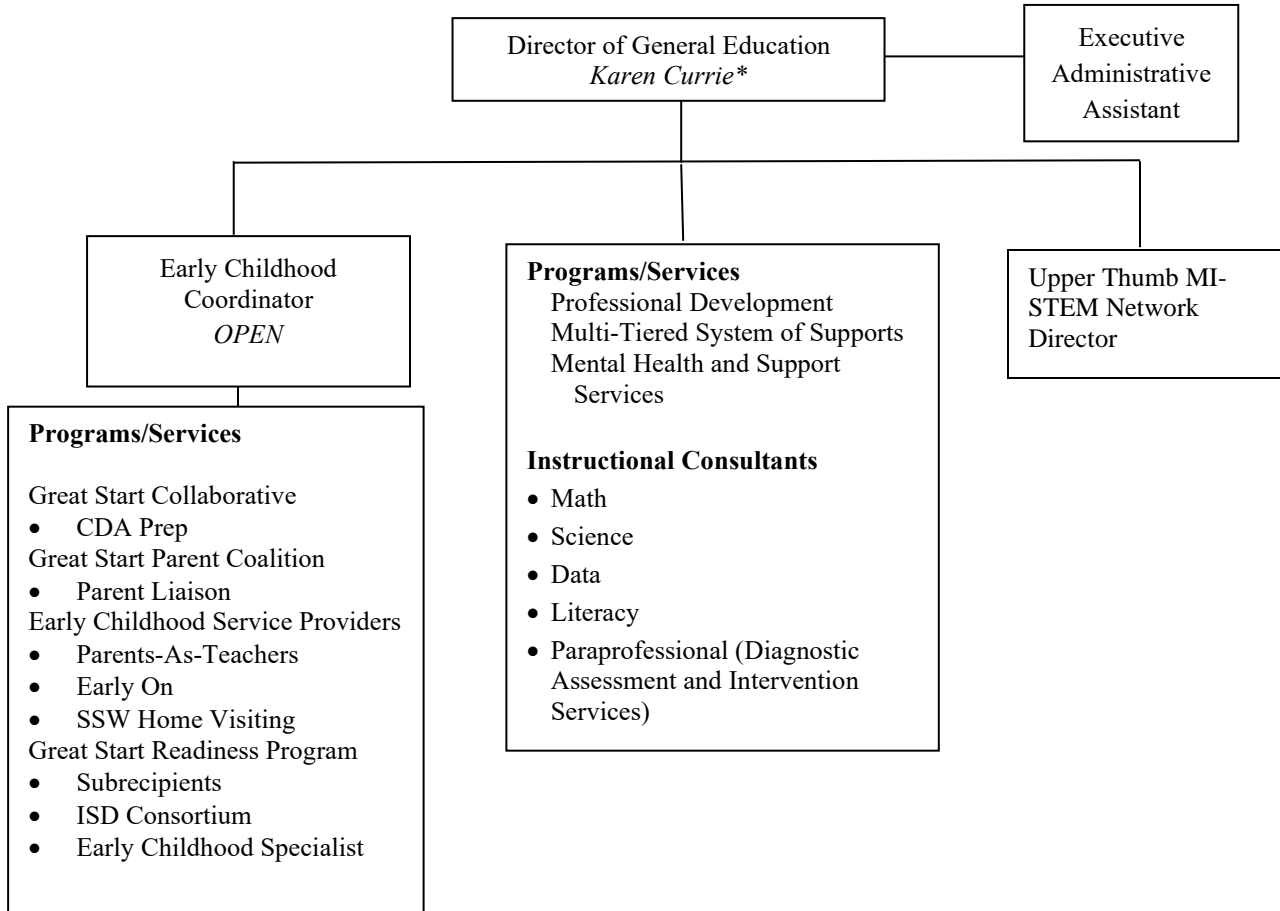 Director of General Education
Karen Currie*
Executive
Administrative
Assistant
Early Childhood
Coordinator
OPEN
Programs/Services
Professional Development
Multi-Tiered System of Supports
Mental Health and Support
Services
Instructional Consultants
• Math
• Science
• Data
• Literacy
• Paraprofessional (Diagnostic
Assessment and Intervention
Services)
Upper Thumb MI-
STEM Network
Director
Programs/Services
Great Start Collaborative
• CDA Prep
Great Start Parent Coalition
• Parent Liaison
Early Childhood Service Providers
• Parents-As-Teachers
• Early On
• SSW Home Visiting
Great Start Readiness Program
• Subrecipients
• ISD Consortium
• Early Childhood Specialist